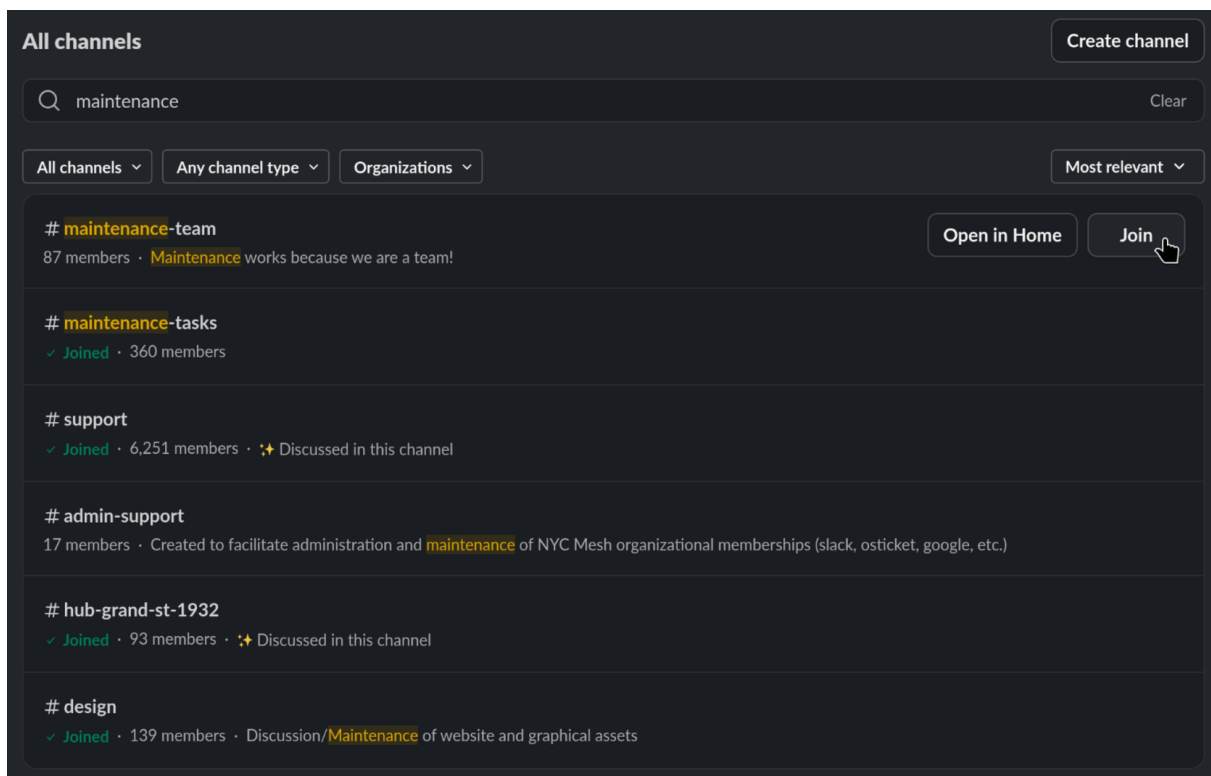 All channels
Create channel
maintenance
Clear
All channels
Any channel type
Organizations
Most relevant
# maintenance-team
87 members · Maintenance works because we are a team!
Open in Home
Join
# maintenance-tasks
✓ Joined · 360 members
# support
✓ Joined · 6,251 members · ✨ Discussed in this channel
# admin-support
17 members · Created to facilitate administration and maintenance of NYC Mesh organizational memberships (slack, osticket, google, etc.)
# hub-grand-st-1932
✓ Joined · 93 members · ✨ Discussed in this channel
# design
✓ Joined · 139 members · Discussion/Maintenance of website and graphical assets